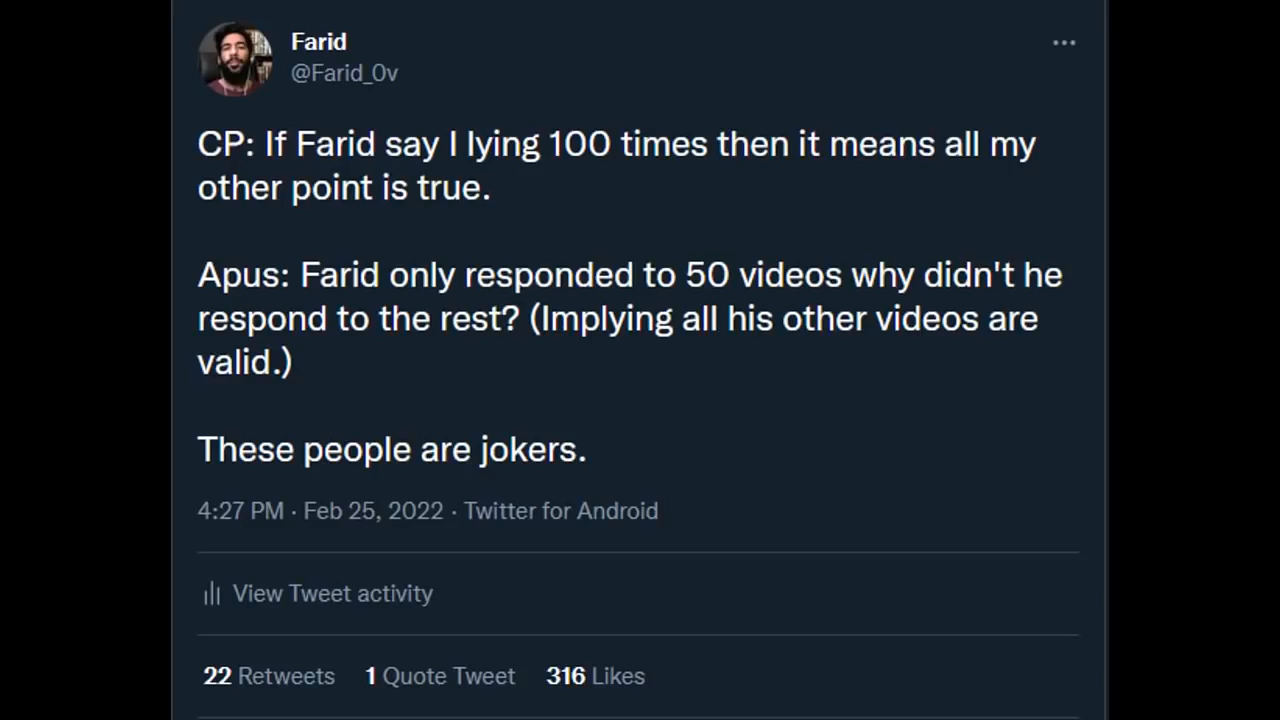 Farid
@Farid_0v
CP: If Farid say I lying 100 times then it means all my
other point is true.
Apus: Farid only responded to 50 videos why didn't he
respond to the rest? (Implying all his other videos are
valid.)
These people are jokers.
4:27 PM · Feb 25, 2022 · Twitter for Android
View Tweet activity
22 Retweets 1 Quote Tweet 316 Likes